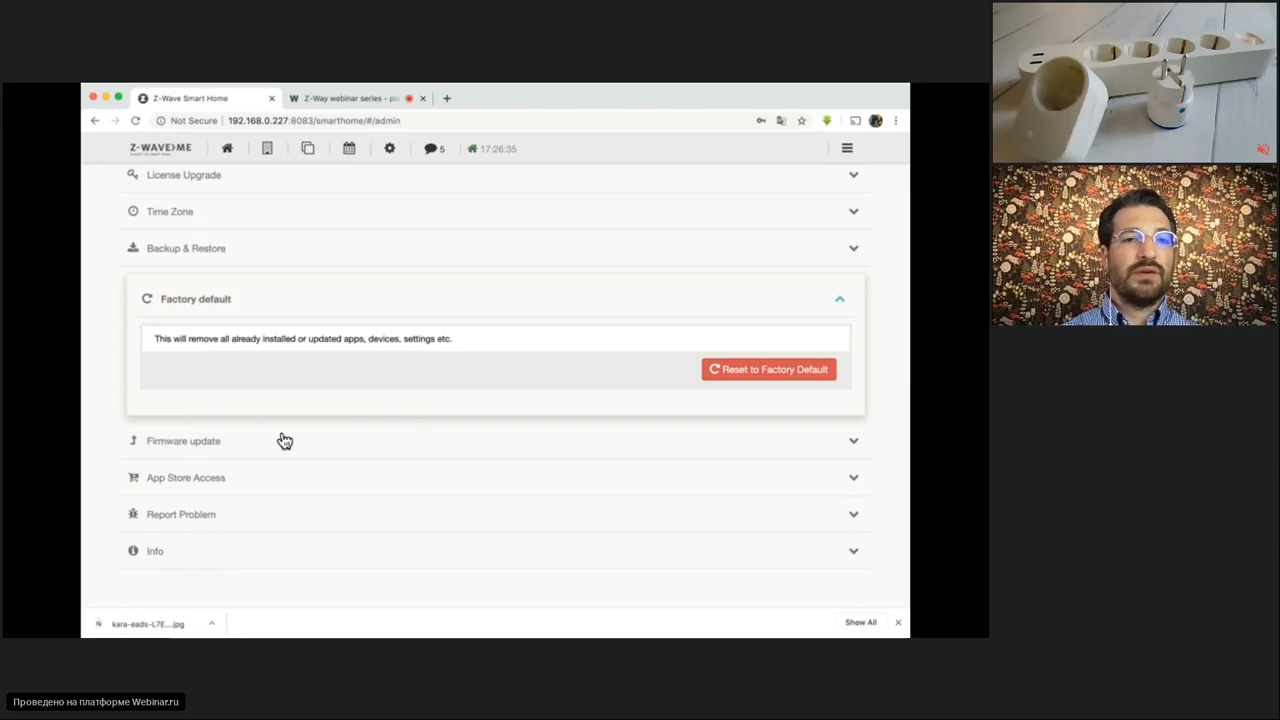 Z-Wave Smart Home
Z-Way webinar series - pl
Not Secure
192.168.0.227:8083/smarthome/#/admin
Z-WAVE>ME
5
17:26:35
License Upgrade
Time Zone
Backup & Restore
Factory default
This will remove all already installed or updated apps, devices, settings etc.
Reset to Factory Default
Firmware update
App Store Access
Report Problem
Info
kara-eads-L7E....jpg
Show All
Проведено на платформе Webinar.ru